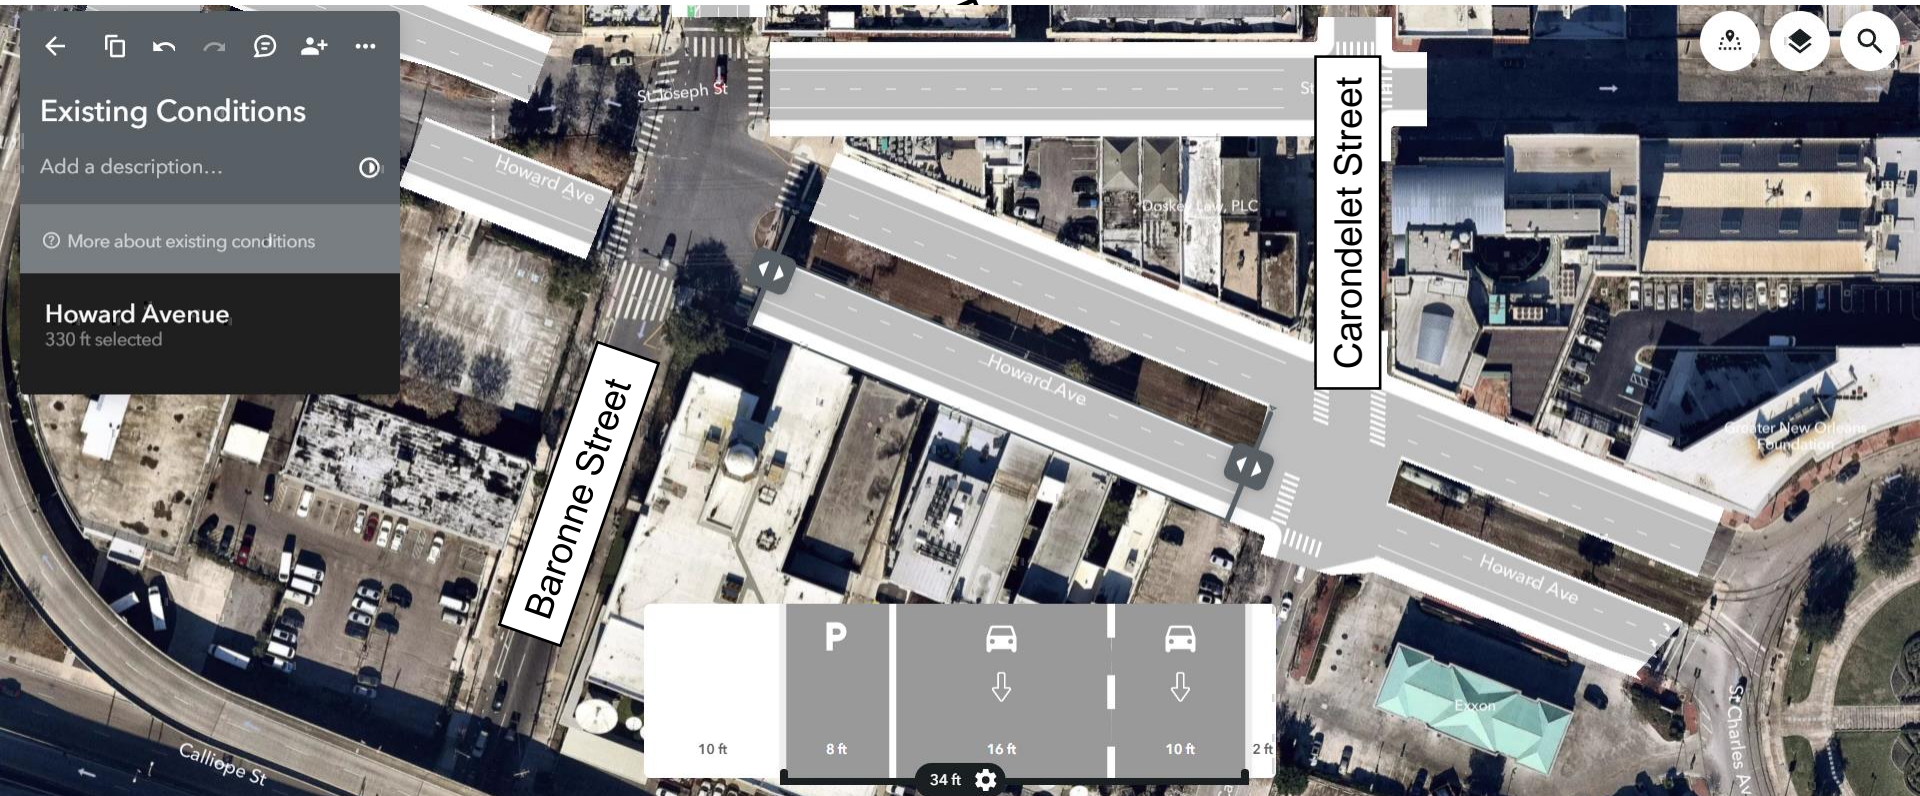 Existing Conditions
Add a description...
More about existing conditions
Howard Avenue
330 ft selected
St Joseph St
St
Howard Ave
Doskey Law, PLC
Carondelet Street
Howard Ave
Greater New Orleans
Foundation
Baronne Street
Howard Ave
Exxon
St Charles Av
Calliope St
P
10 ft
8 ft
16 ft
10 ft
2 ft
34 ft